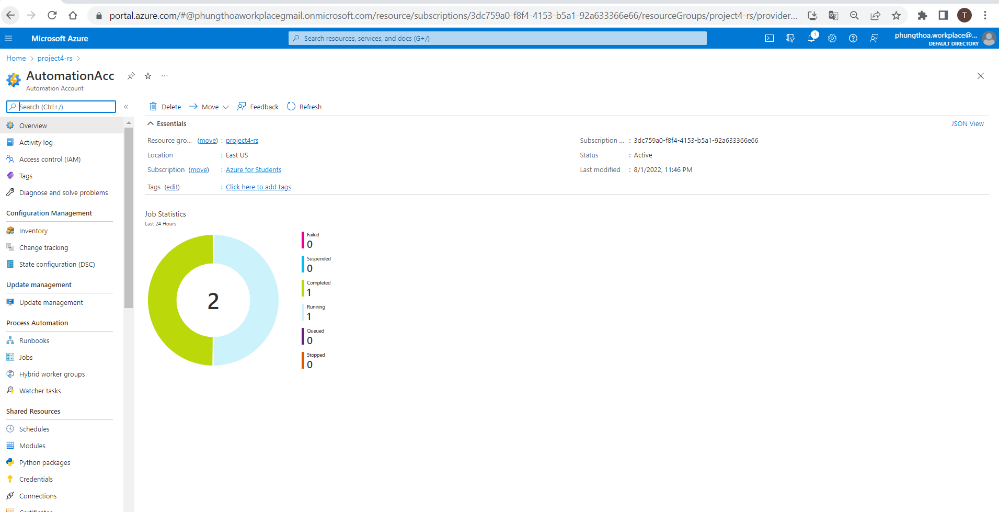 portal.azure.com/#@phungthoaworkplacegmail.onmicrosoft.com/resource/subscriptions/3dc759a0-f8f4-4153-b5a1-92a633366e66/resourceGroups/project4-rs/provider...
T
Microsoft Azure
Search resources, services, and docs (G+/)
1
phungthoa.workplace@...
DEFAULT DIRECTORY
Home > project4-rs >
AutomationAcc
...
Automation Account
Search (Ctrl+/)
«
Delete
Move
Feedback
Refresh
Overview
Activity log
Access control (IAM)
Tags
Diagnose and solve problems
Configuration Management
Inventory
Change tracking
State configuration (DSC)
Update management
Update management
Process Automation
Runbooks
Jobs
Hybrid worker groups
Watcher tasks
Shared Resources
Schedules
Modules
Python packages
Credentials
Connections
Certificates
Essentials
JSON View
Resource gro... (move) : project4-rs
Location : East US
Subscription (move) : Azure for Students
Tags (edit) : Click here to add tags
Subscription ... : 3dc759a0-f8f4-4153-b5a1-92a633366e66
Status : Active
Last modified : 8/1/2022, 11:46 PM
Job Statistics
Last 24 Hours
2
Failed
0
Suspended
0
Completed
1
Running
1
Queued
0
Stopped
0